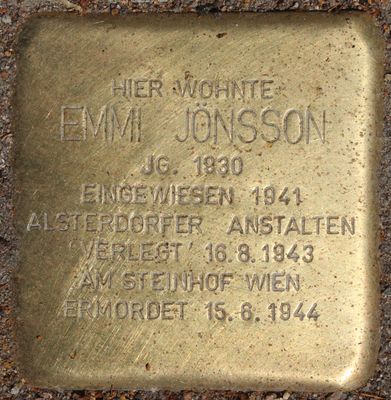 HIER WOHNTE
EMMI JÖNSSON
JG. 1930
EINGEWIESEN 1941
ALSTERDORFER ANSTALTEN
'VERLEGT' 16.8.1943
AM STEINHOF WIEN
ERMORDET 15.6.1944